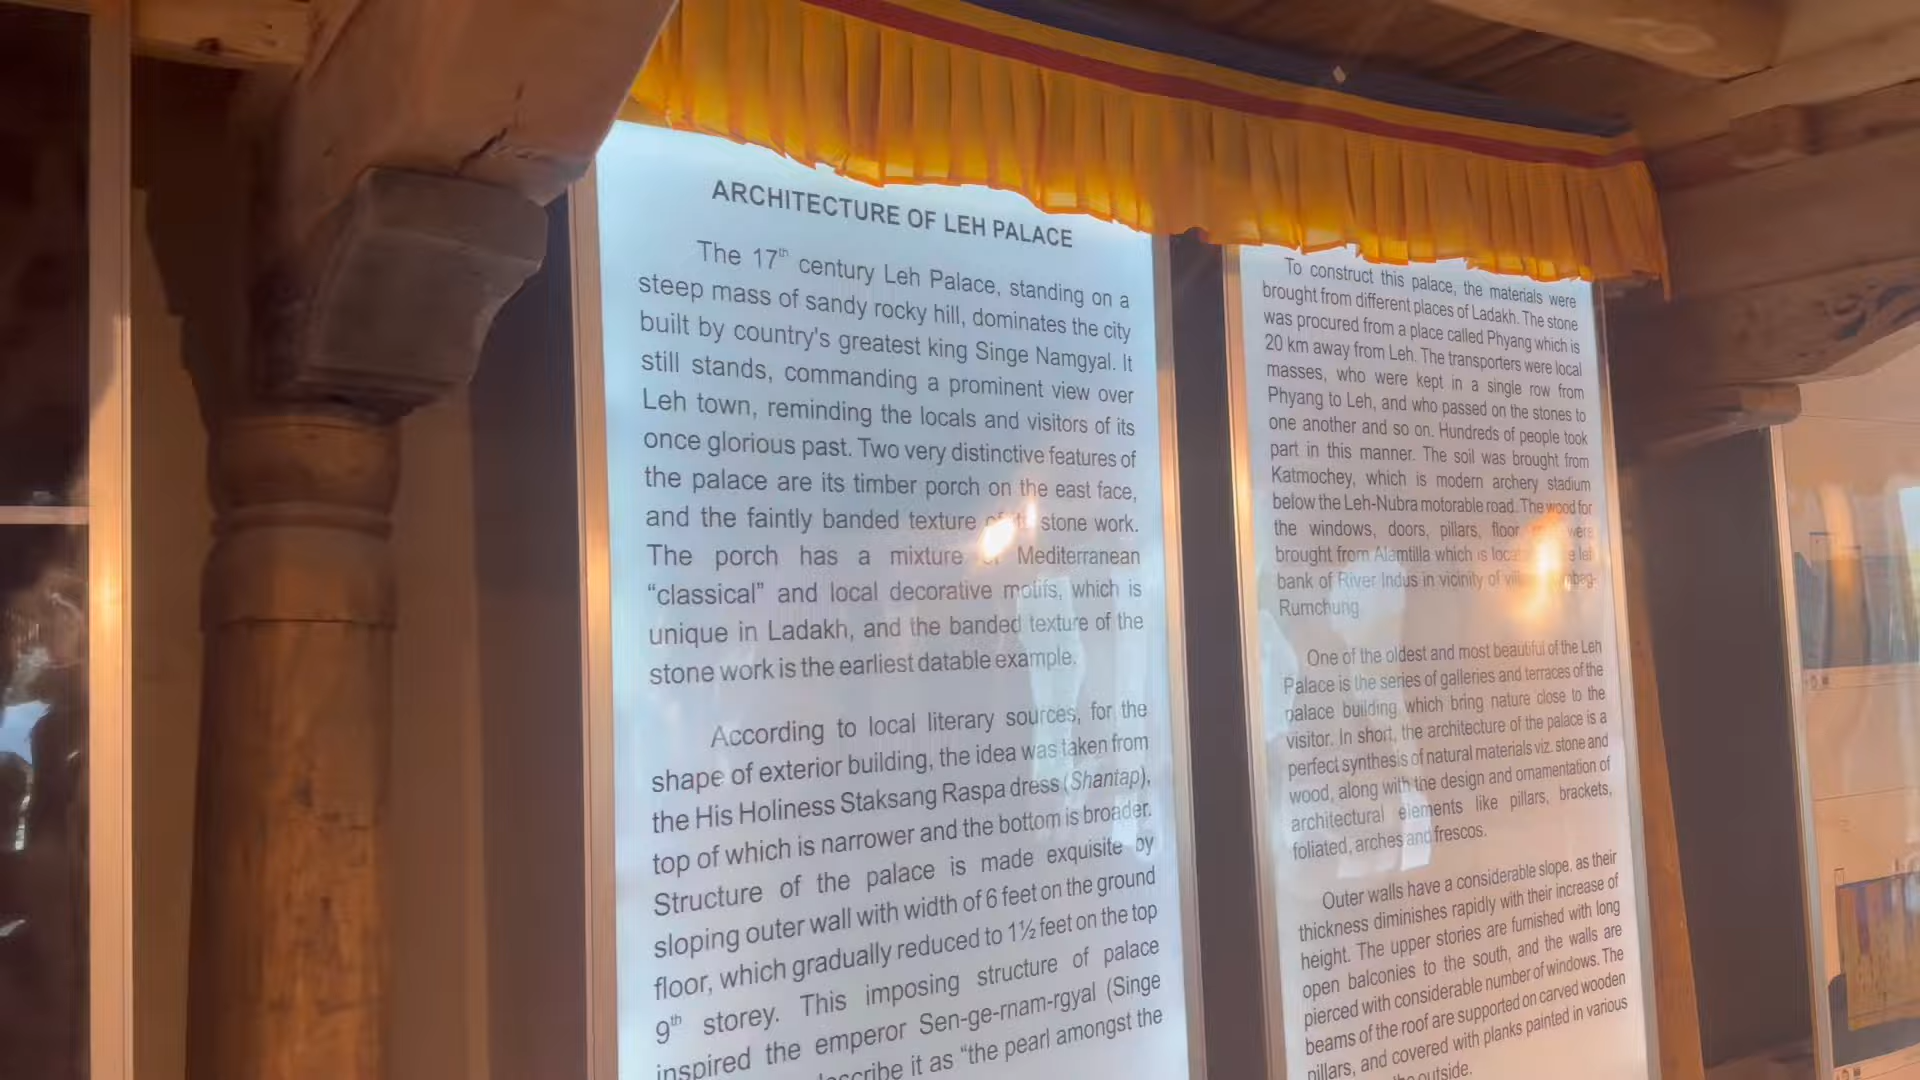 ARCHITECTURE OF LEH PALACE
The 17th century Leh Palace, standing on a
steep mass of sandy rocky hill, dominates the city
built by country's greatest king Singe Namgyal. It
still stands, commanding a prominent view over
Leh town, reminding the locals and visitors of its
once glorious past. Two very distinctive features of
the palace are its timber porch on the east face,
and the faintly banded texture stone work.
The porch has a mixture Mediterranean
“classical” and local decorative motifs, which is
unique in Ladakh, and the banded texture of the
stone work is the earliest datable example.
According to local literary sources, for the
shape of exterior building, the idea was taken from
the His Holiness Staksang Raspa dress (Shantap),
top of which is narrower and the bottom is broader.
Structure of the palace is made exquisite by
sloping outer wall with width of 6 feet on the ground
floor, which gradually reduced to 1½ feet on the top
9th storey. This imposing structure of palace
inspired the emperor Sen-ge-rnam-rgyal (Singe
it as “the pearl amongst the
To construct this palace, the materials were
brought from different places of Ladakh. The stone
was procured from a place called Phyang which is
20 km away from Leh. The transporters were local
masses, who were kept in a single row from
Phyang to Leh, and who passed on the stones to
one another and so on. Hundreds of people took
part in this manner. The soil was brought from
Katmochey, which is modern archery stadium
below the Leh-Nubra motorable road. The wood for
the windows, doors, pillars, floor were
brought from Alamtilla which is
bank of River Indus in vicinity of
Rumchung
One of the oldest and most beautiful of the Leh
Palace is the series of galleries and terraces of the
palace building which bring nature close to the
visitor. In short, the architecture of the palace is a
perfect synthesis of natural materials viz. stone and
wood, along with the design and ornamentation of
architectural elements like pillars, brackets,
foliated, arches and frescos.
Outer walls have a considerable slope, as their
thickness diminishes rapidly with their increase of
height. The upper stories are furnished with long
open balconies to the south, and the walls are
pierced with considerable number of windows. The
beams of the roof are supported on carved wooden
pillars, and covered with planks painted in various
outside.